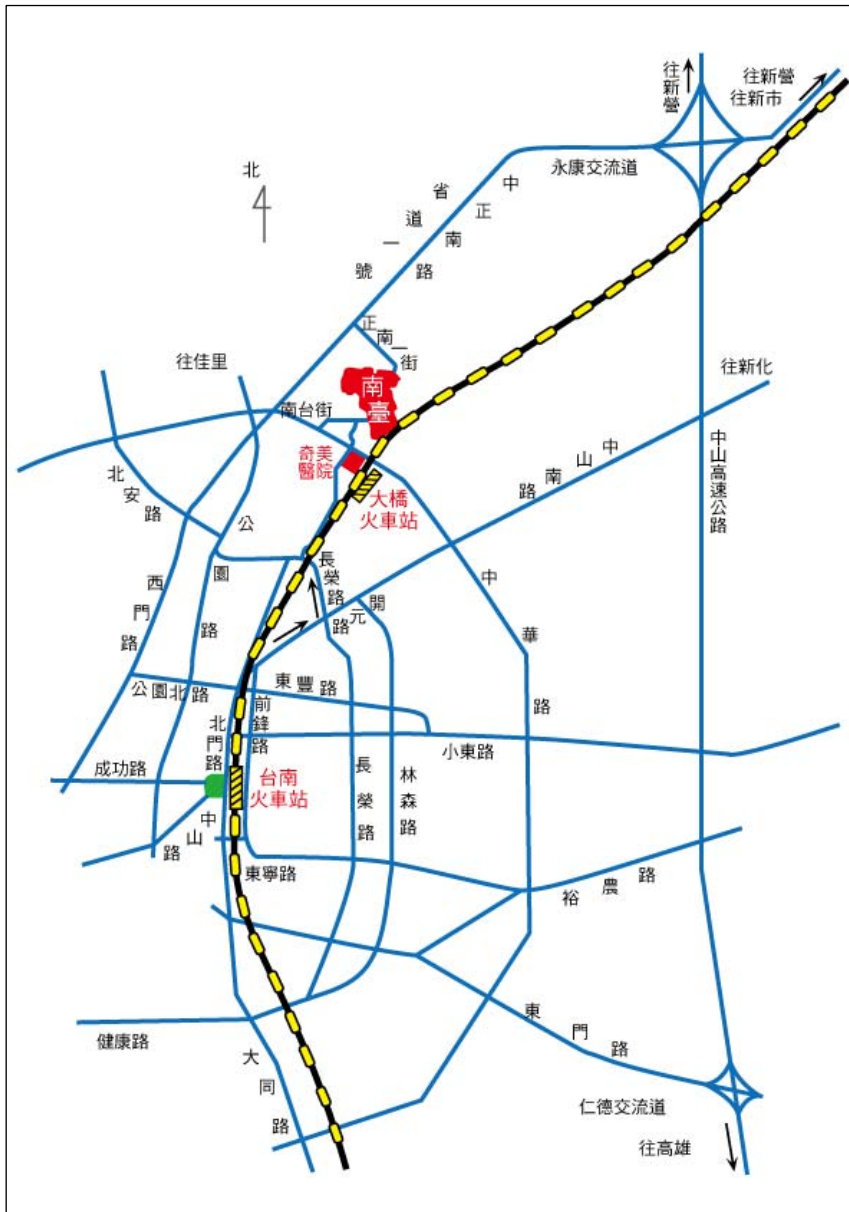 往新營
往新營
往新市
北
永康交流道
省道一號
中正南路
正南一街
往佳里
南臺
往新化
南台街
奇美
醫院
大橋
火車站
中山南路
中山高速公路
北安路
公園路
西門路
長榮路
開元路
中華路
公園北路
東豐路
北門路
前鋒路
小東路
成功路
台南
火車站
長榮路
林森路
中山路
東寧路
裕農路
東門路
健康路
大同路
仁德交流道
往高雄